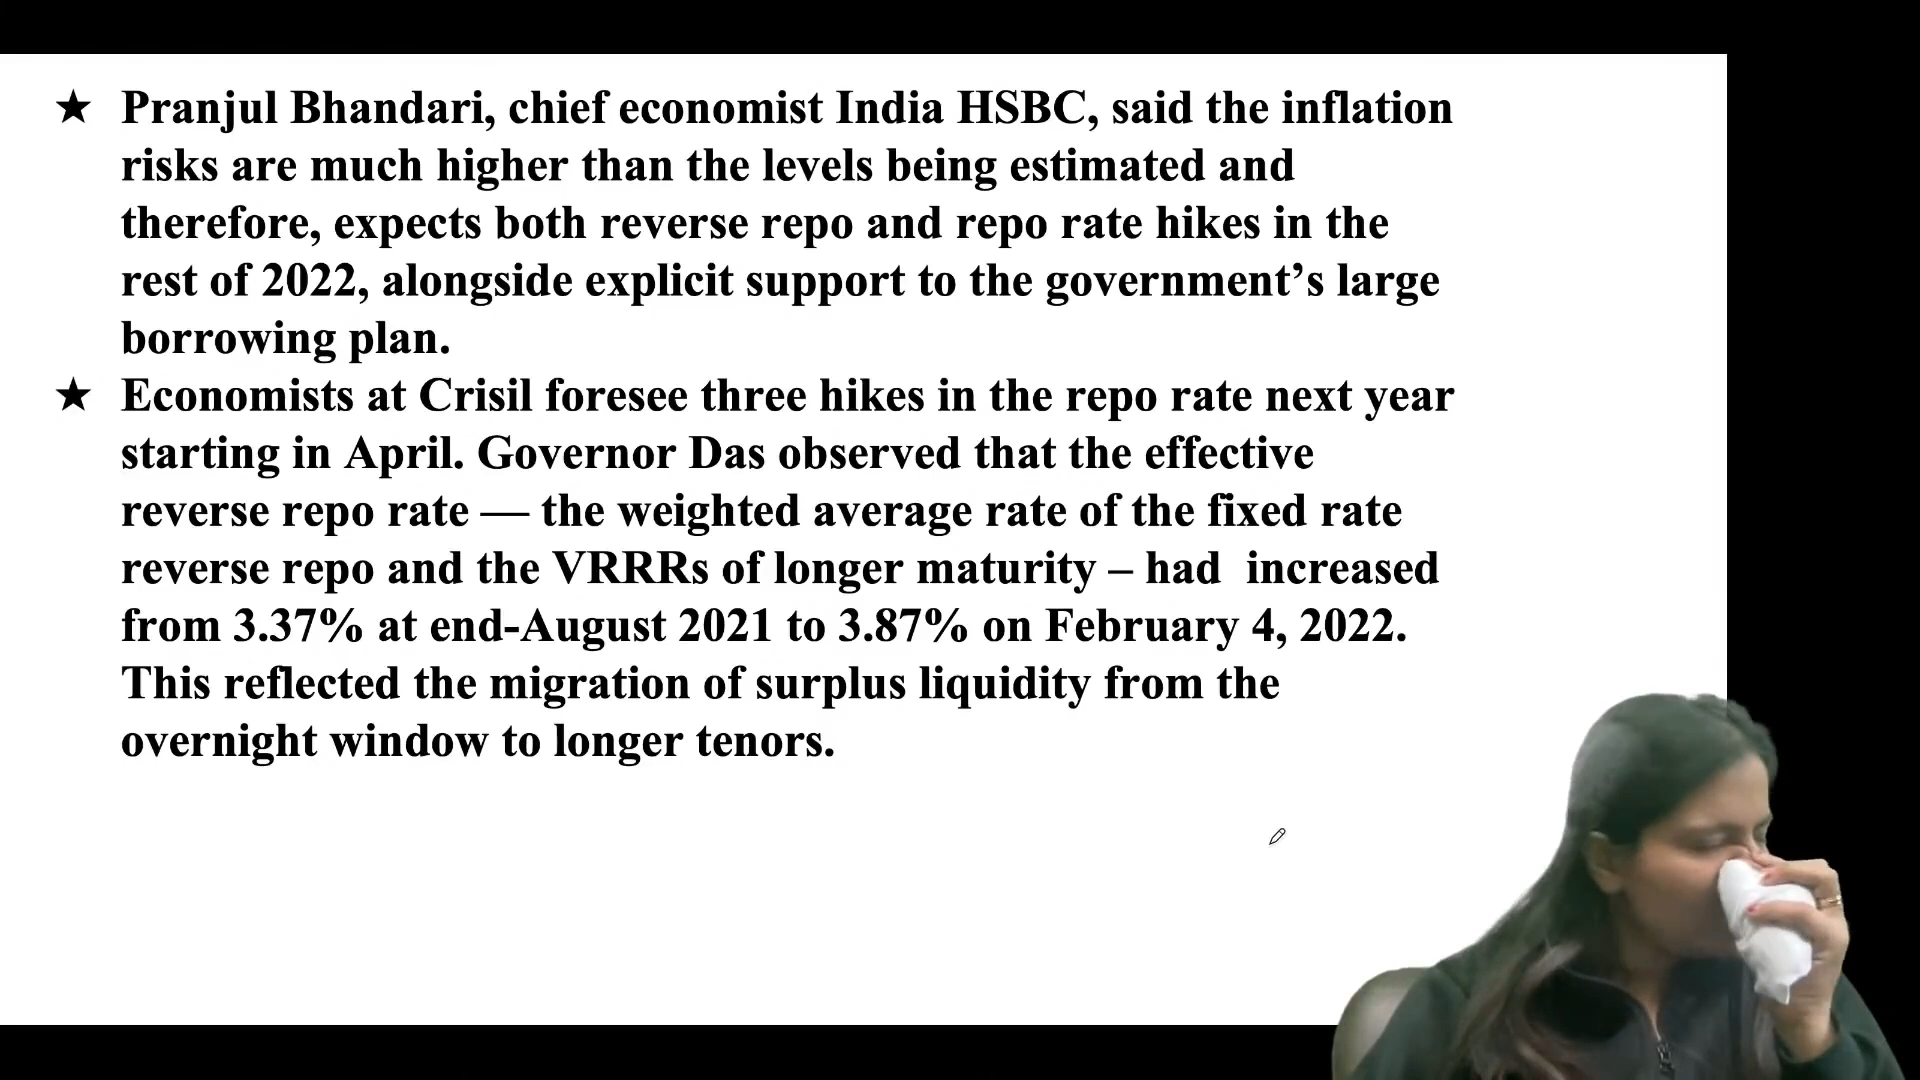 ★ Pranjul Bhandari, chief economist India HSBC, said the inflation
risks are much higher than the levels being estimated and
therefore, expects both reverse repo and repo rate hikes in the
rest of 2022, alongside explicit support to the government’s large
borrowing plan.
★ Economists at Crisil foresee three hikes in the repo rate next year
starting in April. Governor Das observed that the effective
reverse repo rate — the weighted average rate of the fixed rate
reverse repo and the VRRRs of longer maturity – had  increased
from 3.37% at end-August 2021 to 3.87% on February 4, 2022.
This reflected the migration of surplus liquidity from the
overnight window to longer tenors.